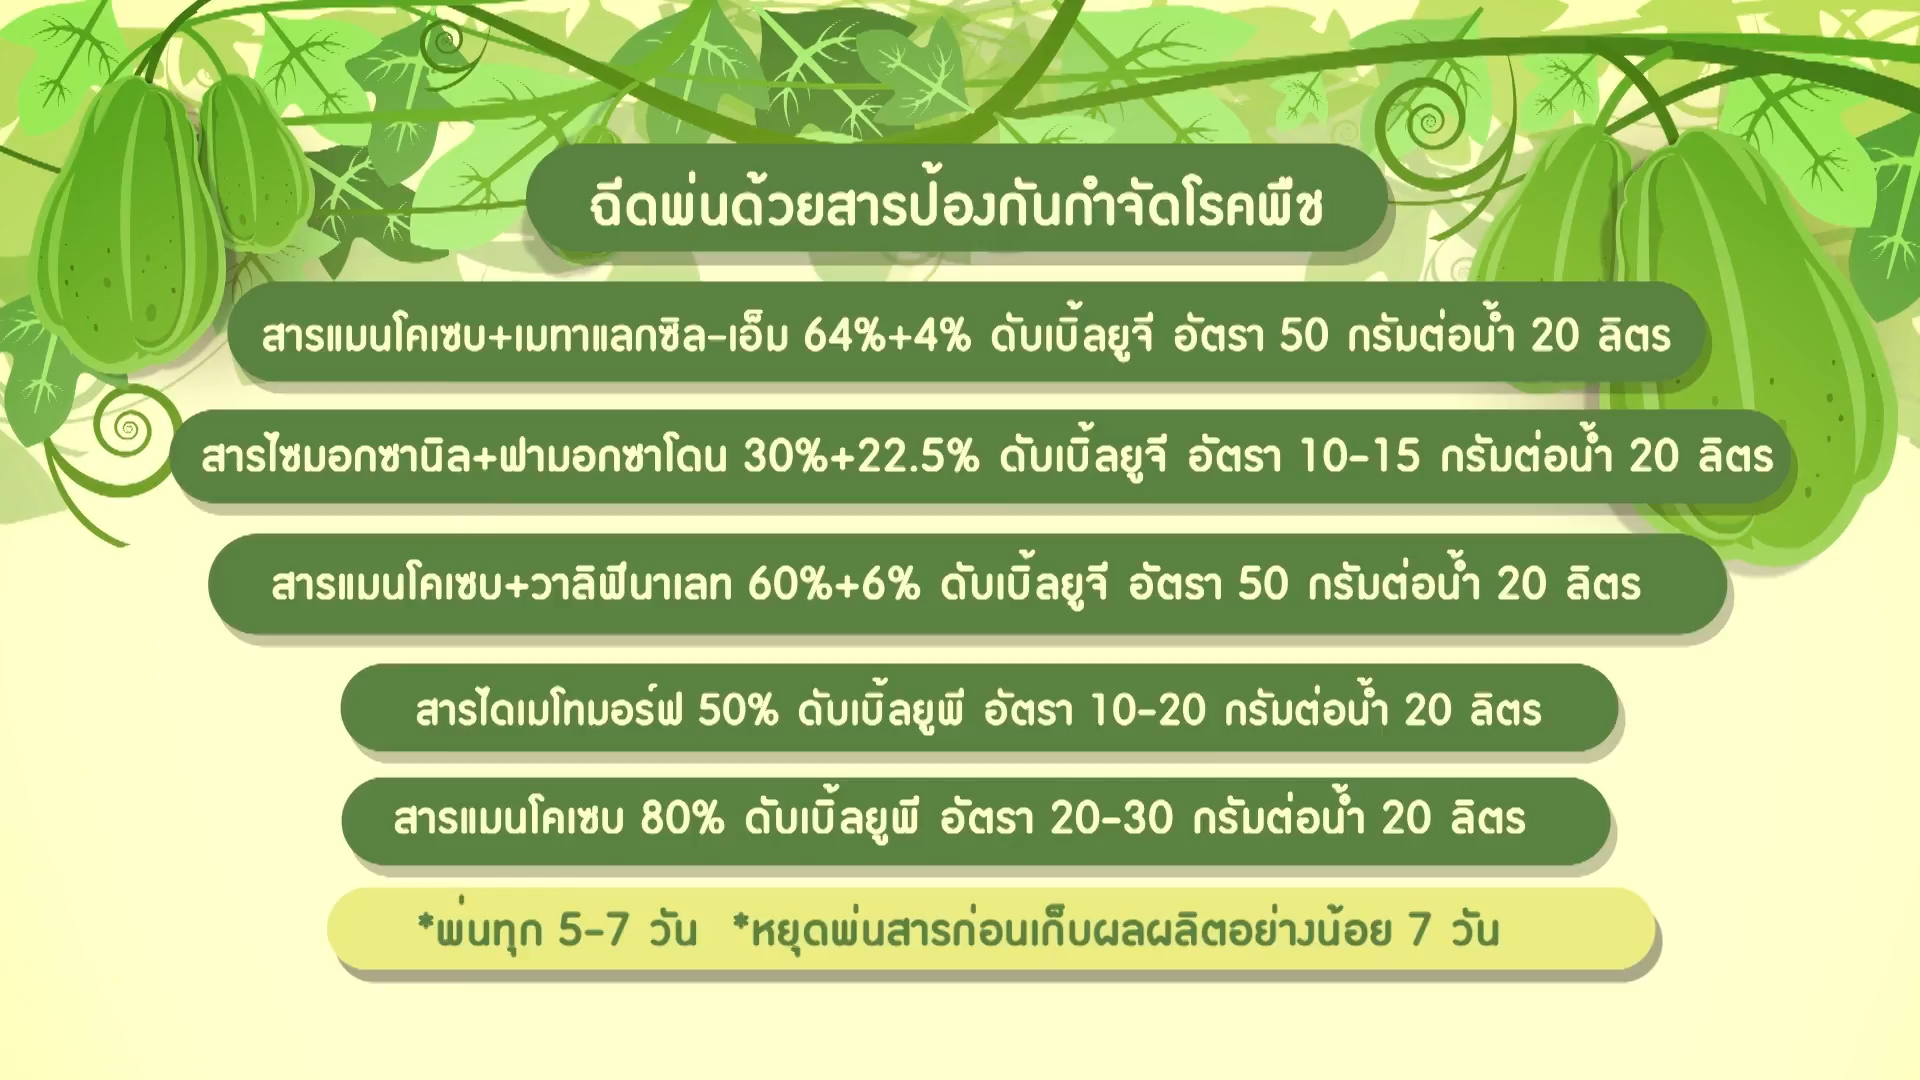 ฉีดพ่นด้วยสารป้องกันกำจัดโรคพืช
สารแมนโคเซบ+เมทาแลกซิล-เอ็ม 64%+4% ดับเบิ้ลยูจี อัตรา 50 กรัมต่อน้ำ 20 ลิตร
สารไซมอกซานิล+ฟามอกซาโดน 30%+22.5% ดับเบิ้ลยูจี อัตรา 10-15 กรัมต่อน้ำ 20 ลิตร
สารแมนโคเซบ+วาลิฟีนาเลท 60%+6% ดับเบิ้ลยูจี อัตรา 50 กรัมต่อน้ำ 20 ลิตร
สารไดเมโทมอร์ฟ 50% ดับเบิ้ลยูพี อัตรา 10-20 กรัมต่อน้ำ 20 ลิตร
สารแมนโคเซบ 80% ดับเบิ้ลยูพี อัตรา 20-30 กรัมต่อน้ำ 20 ลิตร
*พ่นทุก 5-7 วัน *หยุดพ่นสารก่อนเก็บผลผลิตอย่างน้อย 7 วัน